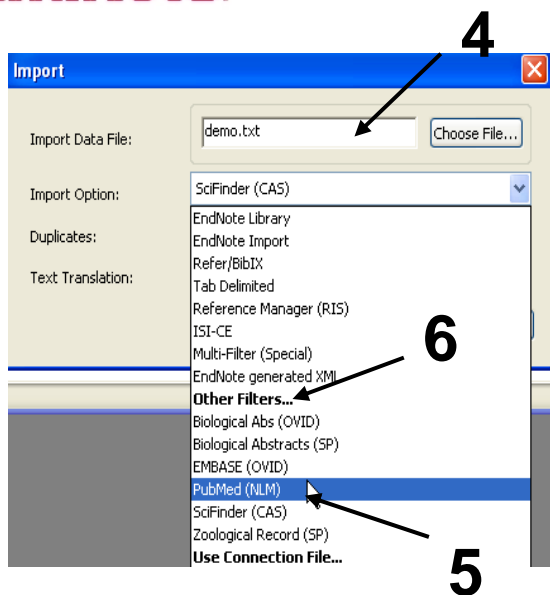 4
Import
Import Data File:
demo.txt
Choose File...
Import Option:
SciFinder (CAS)
Duplicates:
Text Translation:
EndNote Library
EndNote Import
Refer/BibIX
Tab Delimited
Reference Manager (RIS)
ISI-CE
Multi-Filter (Special)
EndNote generated XML
Other Filters...
Biological Abs (OVID)
Biological Abstracts (SP)
EMBASE (OVID)
PubMed (NLM)
SciFinder (CAS)
Zoological Record (SP)
Use Connection File...
6
5